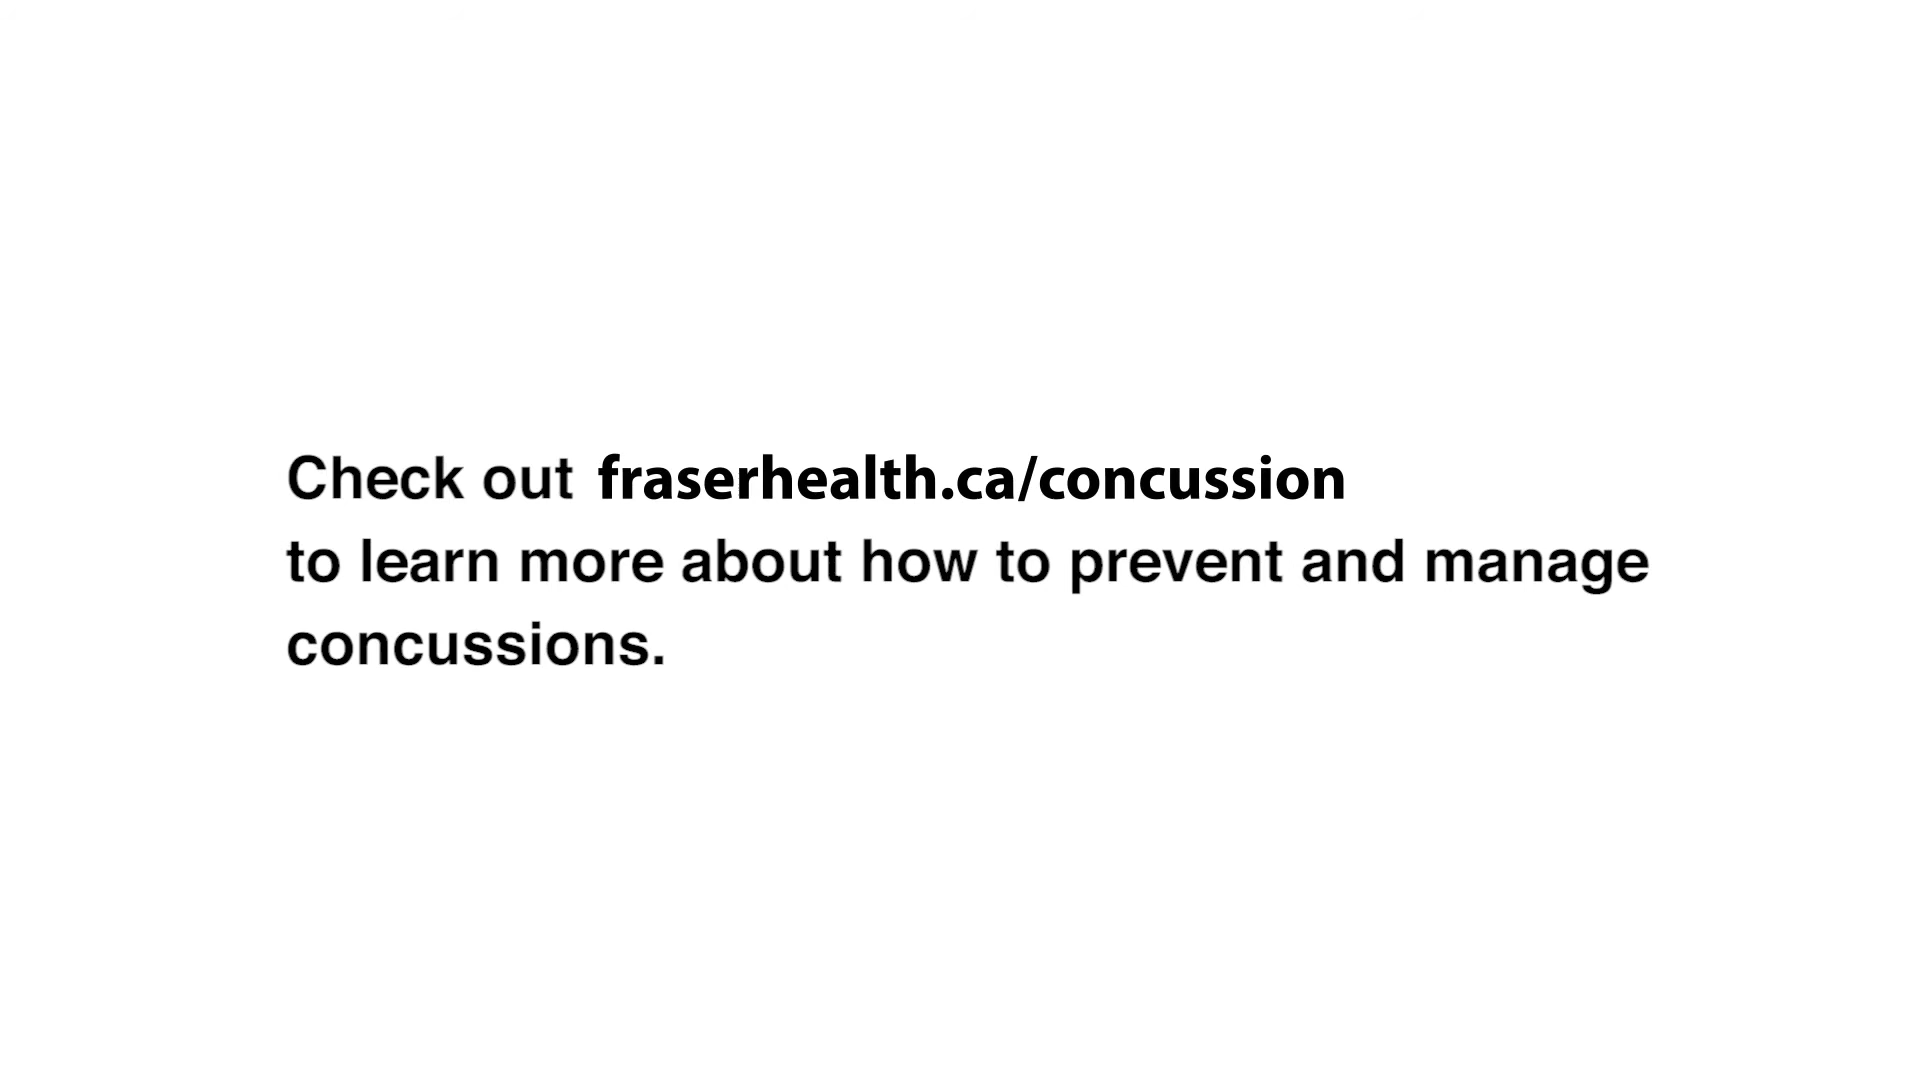 Check out fraserhealth.ca/concussion
to learn more about how to prevent and manage
concussions.